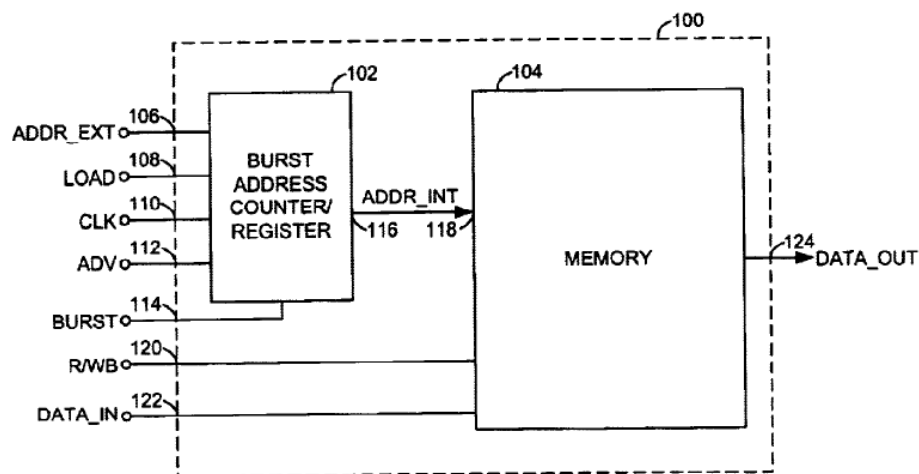 100
102
104
106
ADDR_EXT
108
LOAD
BURST
ADDRESS
COUNTER/
REGISTER
ADDR_INT
110
CLK
116
118
112
ADV
MEMORY
124
DATA_OUT
114
BURST
120
R/WB
122
DATA_IN